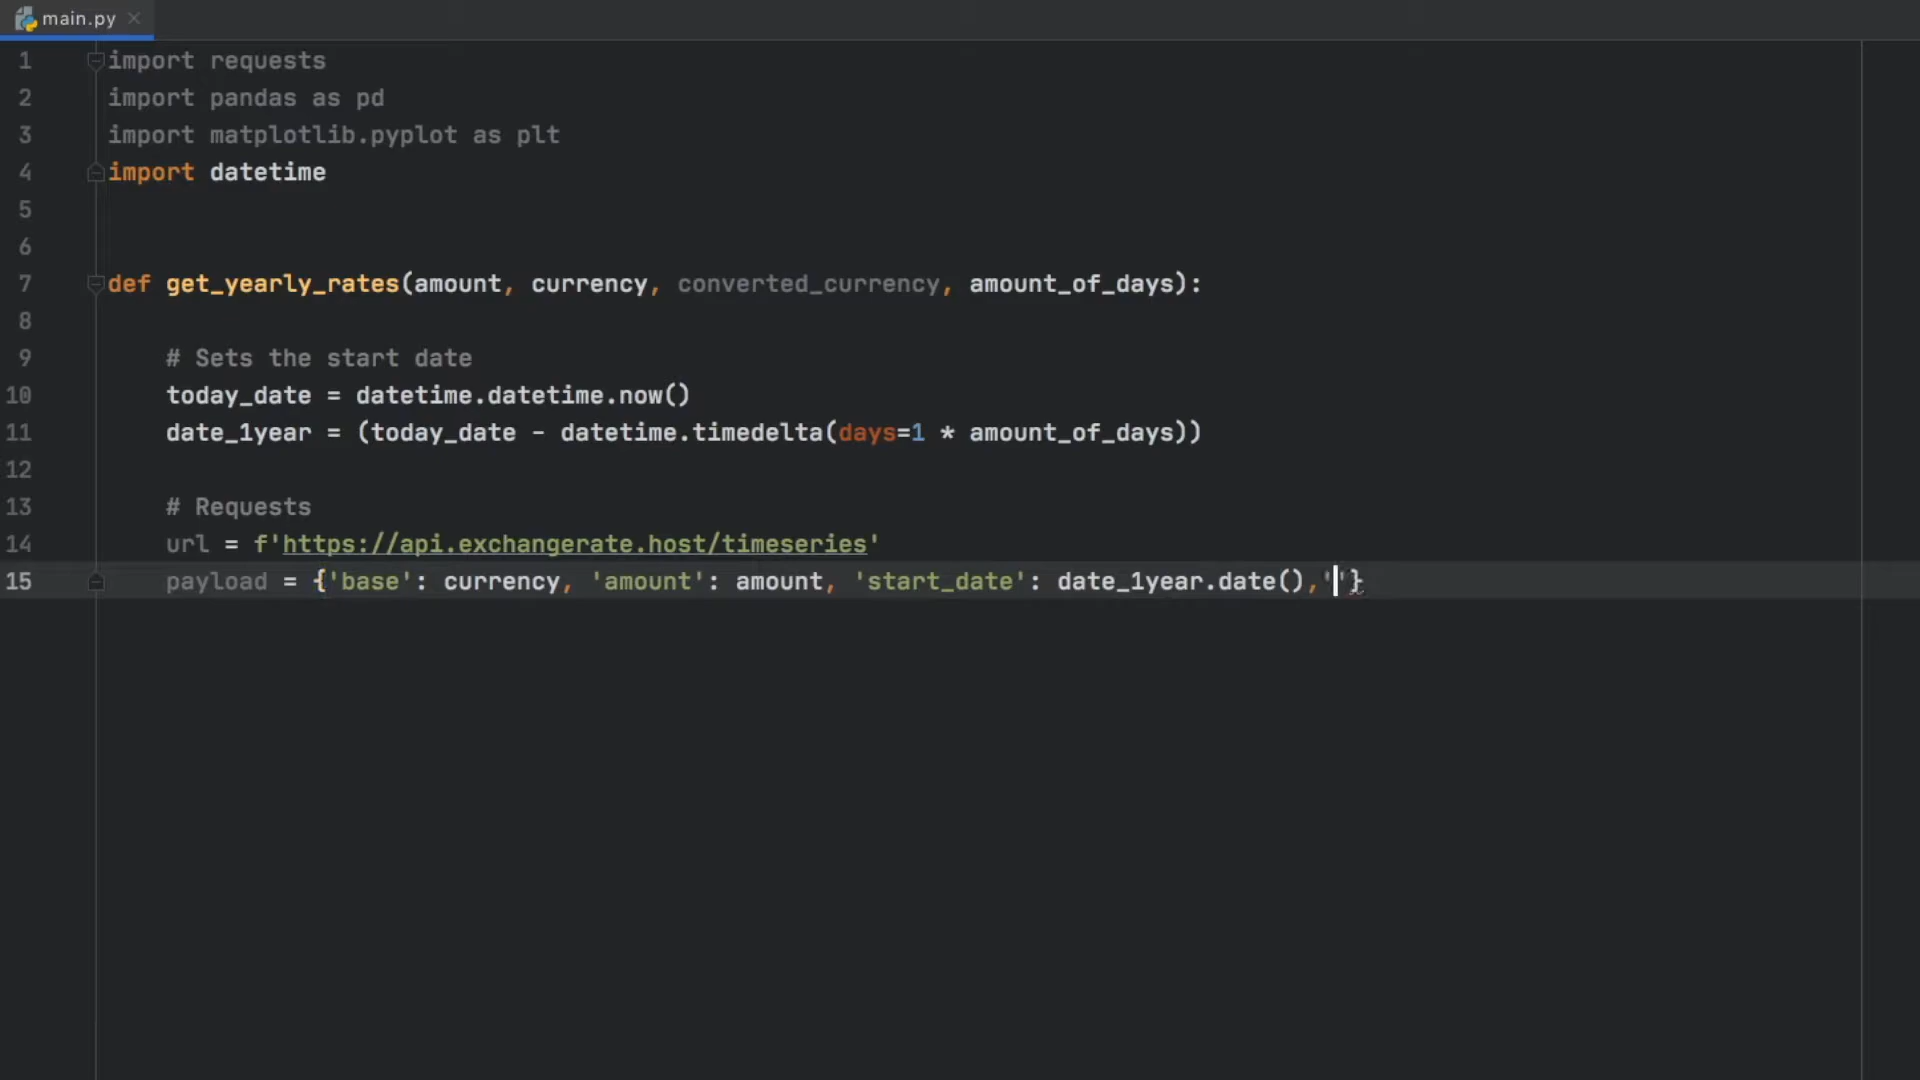 main.py
1 import requests
2 import pandas as pd
3 import matplotlib.pyplot as plt
4 import datetime
5
6
7 def get_yearly_rates(amount, currency, converted_currency, amount_of_days):
8
9 # Sets the start date
10 today_date = datetime.datetime.now()
11 date_1year = (today_date - datetime.timedelta(days=1 * amount_of_days))
12
13 # Requests
14 url = f'https://api.exchangerate.host/timeseries'
15 payload = {'base': currency, 'amount': amount, 'start_date': date_1year.date(),''}